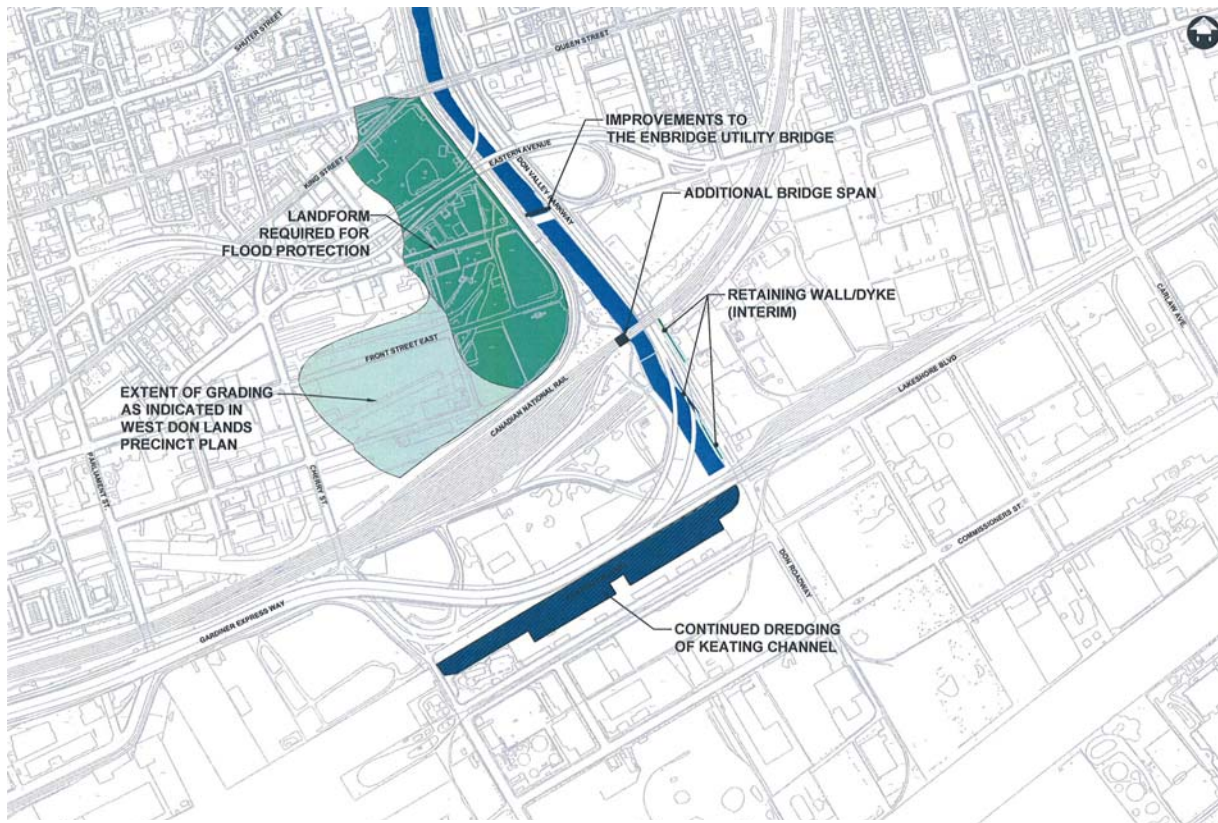 SHUTER STREET
QUEEN STREET
IMPROVEMENTS TO
THE ENBRIDGE UTILITY BRIDGE
EASTERN AVENUE
KING STREET
DON VALLEY PARKWAY
ADDITIONAL BRIDGE SPAN
LANDFORM
REQUIRED FOR
FLOOD PROTECTION
RETAINING WALL/DYKE
(INTERIM)
CARLAW AVE.
FRONT STREET EAST
LAKESHORE BLVD
EXTENT OF GRADING
AS INDICATED IN
WEST DON LANDS
PRECINCT PLAN
CANADIAN NATIONAL RAIL
PARLIAMENT ST.
CHERRY ST.
COMMISSIONERS ST.
DON ROADWAY
GARDINER EXPRESS WAY
CONTINUED DREDGING
OF KEATING CHANNEL